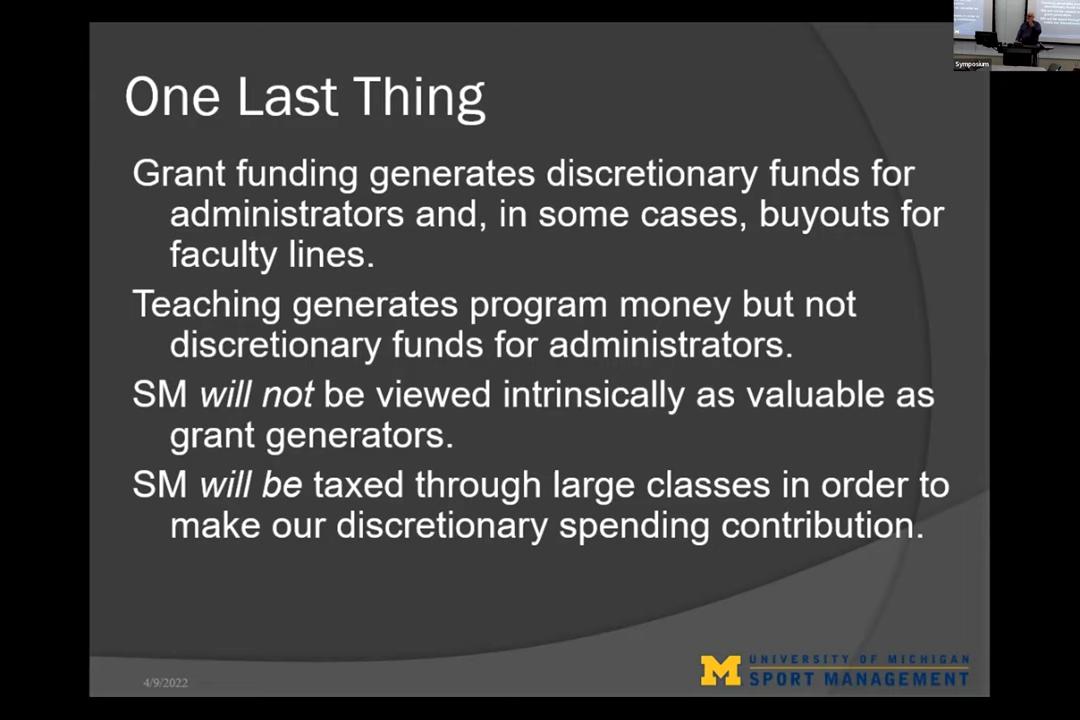 One Last Thing
Grant funding generates discretionary funds for
administrators and, in some cases, buyouts for
faculty lines.
Teaching generates program money but not
discretionary funds for administrators.
SM will not be viewed intrinsically as valuable as
grant generators.
SM will be taxed through large classes in order to
make our discretionary spending contribution.
4/9/2022
M
UNIVERSITY OF MICHIGAN
SPORT MANAGEMENT
Symposium